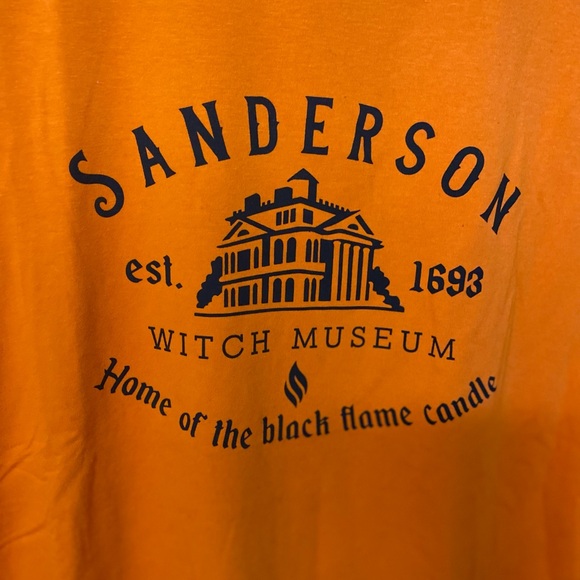 SANDERSON
est. 1693
WITCH MUSEUM
Home of the black flame candle